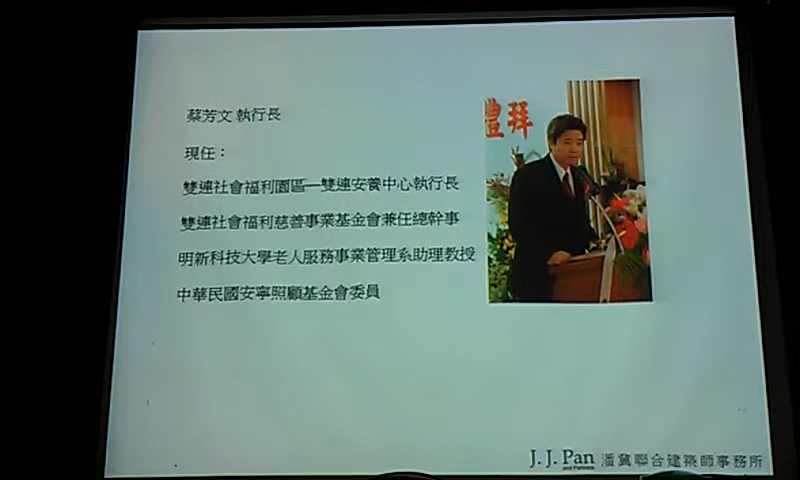 蔡芳文 執行長
現任：
雙連社會福利園區－雙連安養中心執行長
雙連社會福利慈善事業基金會兼任總幹事
明新科技大學老人服務事業管理系助理教授
中華民國安寧照顧基金會委員
禮拜
J. J. Pan
and Partners
潘冀聯合建築師事務所